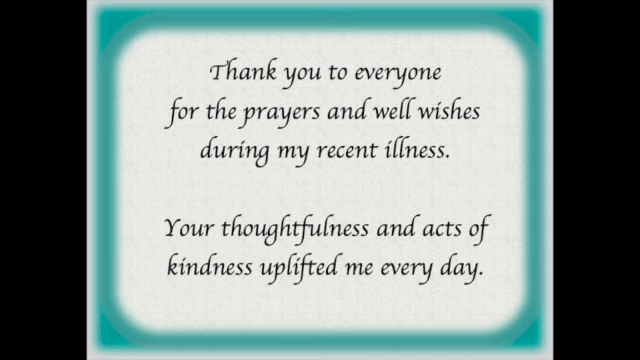 Thank you to everyone
for the prayers and well wishes
during my recent illness.
Your thoughtfulness and acts of
kindness uplifted me every day.